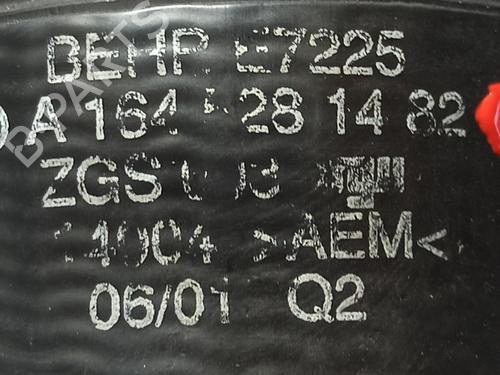 BEHR E7225
A 164 528 14 82
ZGS 003
>AEM<
06/01 Q2
B-PARTS